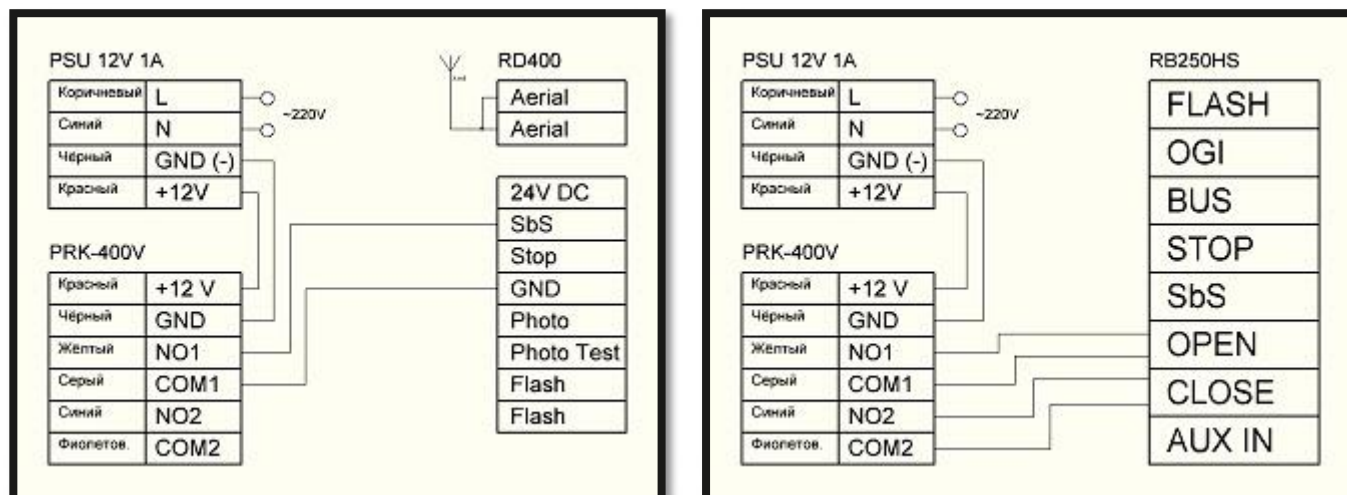 PSU 12V 1A
RD400
Коричневый L
Синий N
Чёрный GND (-)
Красный +12V
~220V
Aerial
Aerial
24V DC
SbS
Stop
GND
Photo
Photo Test
Flash
Flash
PRK-400V
Красный +12 V
Чёрный GND
Жёлтый NO1
Серый COM1
Синий NO2
Фиолетов. COM2
PSU 12V 1A
RB250HS
Коричневый L
Синий N
Чёрный GND (-)
Красный +12V
~220V
FLASH
OGI
BUS
STOP
SbS
OPEN
CLOSE
AUX IN
PRK-400V
Красный +12 V
Чёрный GND
Жёлтый NO1
Серый COM1
Синий NO2
Фиолетов. COM2